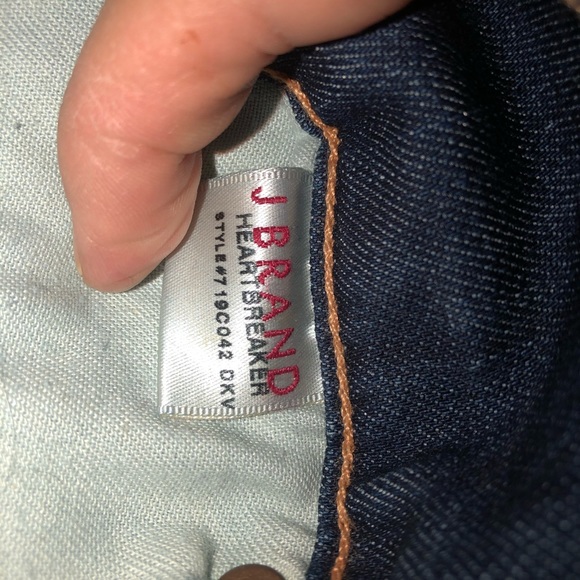 J BRAND
HEARTBREAKER
STYLE#719C042 DKV